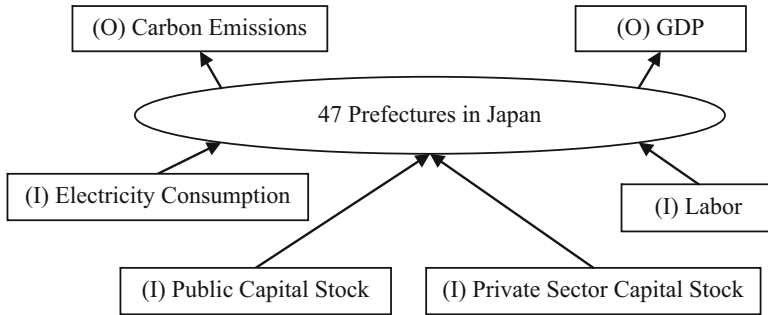 (O) Carbon Emissions
(O) GDP
47 Prefectures in Japan
(I) Electricity Consumption
(I) Labor
(I) Public Capital Stock
(I) Private Sector Capital Stock